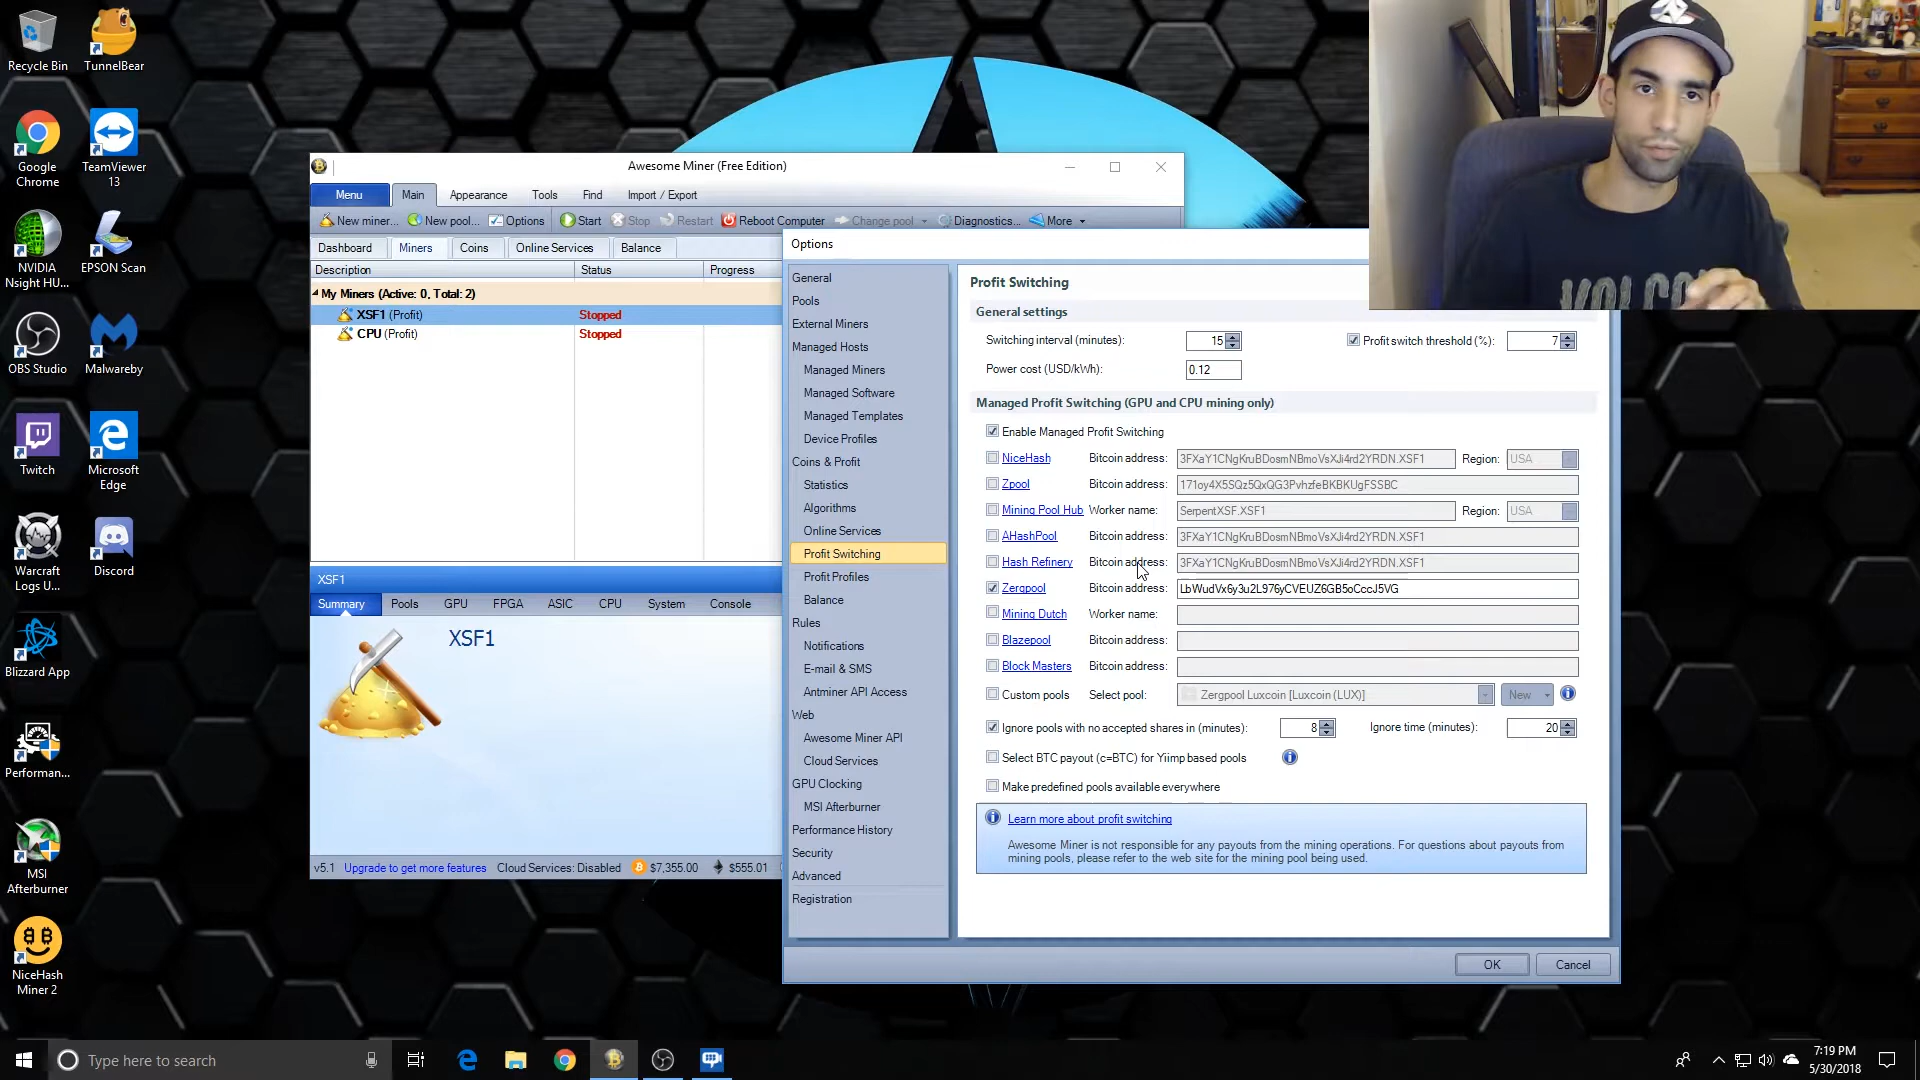 Recycle Bin
TunnelBear
Google Chrome
TeamViewer 13
NVIDIA Nsight HU...
EPSON Scan
OBS Studio
Malwareby
Twitch
Microsoft Edge
Warcraft Logs U...
Discord
Blizzard App
Performan...
MSI Afterburner
NiceHash Miner 2
Awesome Miner (Free Edition)
Menu Main Appearance Tools Find Import / Export
New miner... New pool... Options Start Stop Restart Reboot Computer Change pool Diagnostics... More
Dashboard Miners Coins Online Services Balance
Description Status Progress
My Miners (Active: 0, Total: 2)
XSF1 (Profit) Stopped
CPU (Profit) Stopped
XSF1
Summary Pools GPU FPGA ASIC CPU System Console
XSF1
v5.1 Upgrade to get more features Cloud Services: Disabled $7,355.00 $555.01
Options
General
Pools
External Miners
Managed Hosts
Managed Miners
Managed Software
Managed Templates
Device Profiles
Coins & Profit
Statistics
Algorithms
Online Services
Profit Switching
Profit Profiles
Balance
Rules
Notifications
E-mail & SMS
Antminer API Access
Web
Awesome Miner API
Cloud Services
GPU Clocking
MSI Afterburner
Performance History
Security
Advanced
Registration
Profit Switching
General settings
Switching interval (minutes): 15 Profit switch threshold (%): 7
Power cost (USD/kWh): 0.12
Managed Profit Switching (GPU and CPU mining only)
Enable Managed Profit Switching
NiceHash Bitcoin address: 3FXaY1CNgKruBDosmNBmoVsXJi4rd2YRDN.XSF1 Region: USA
Zpool Bitcoin address: 171oy4X5SQz5QxQG3PvhzfeBKBKUgFSSBC
Mining Pool Hub Worker name: SerpentXSF.XSF1 Region: USA
AHashPool Bitcoin address: 3FXaY1CNgKruBDosmNBmoVsXJi4rd2YRDN.XSF1
Hash Refinery Bitcoin address: 3FXaY1CNgKruBDosmNBmoVsXJi4rd2YRDN.XSF1
Zergpool Bitcoin address: LbWudVx6y3u2L976yCVEUZ6GB5oCccJ5VG
Mining Dutch Worker name:
Blazepool Bitcoin address:
Block Masters Bitcoin address:
Custom pools Select pool: Zergpool Luxcoin [Luxcoin (LUX)] New
Ignore pools with no accepted shares in (minutes): 8 Ignore time (minutes): 20
Select BTC payout (c=BTC) for Yiimp based pools
Make predefined pools available everywhere
Learn more about profit switching
Awesome Miner is not responsible for any payouts from the mining operations. For questions about payouts from
mining pools, please refer to the web site for the mining pool being used.
OK Cancel
Type here to search
7:19 PM
5/30/2018